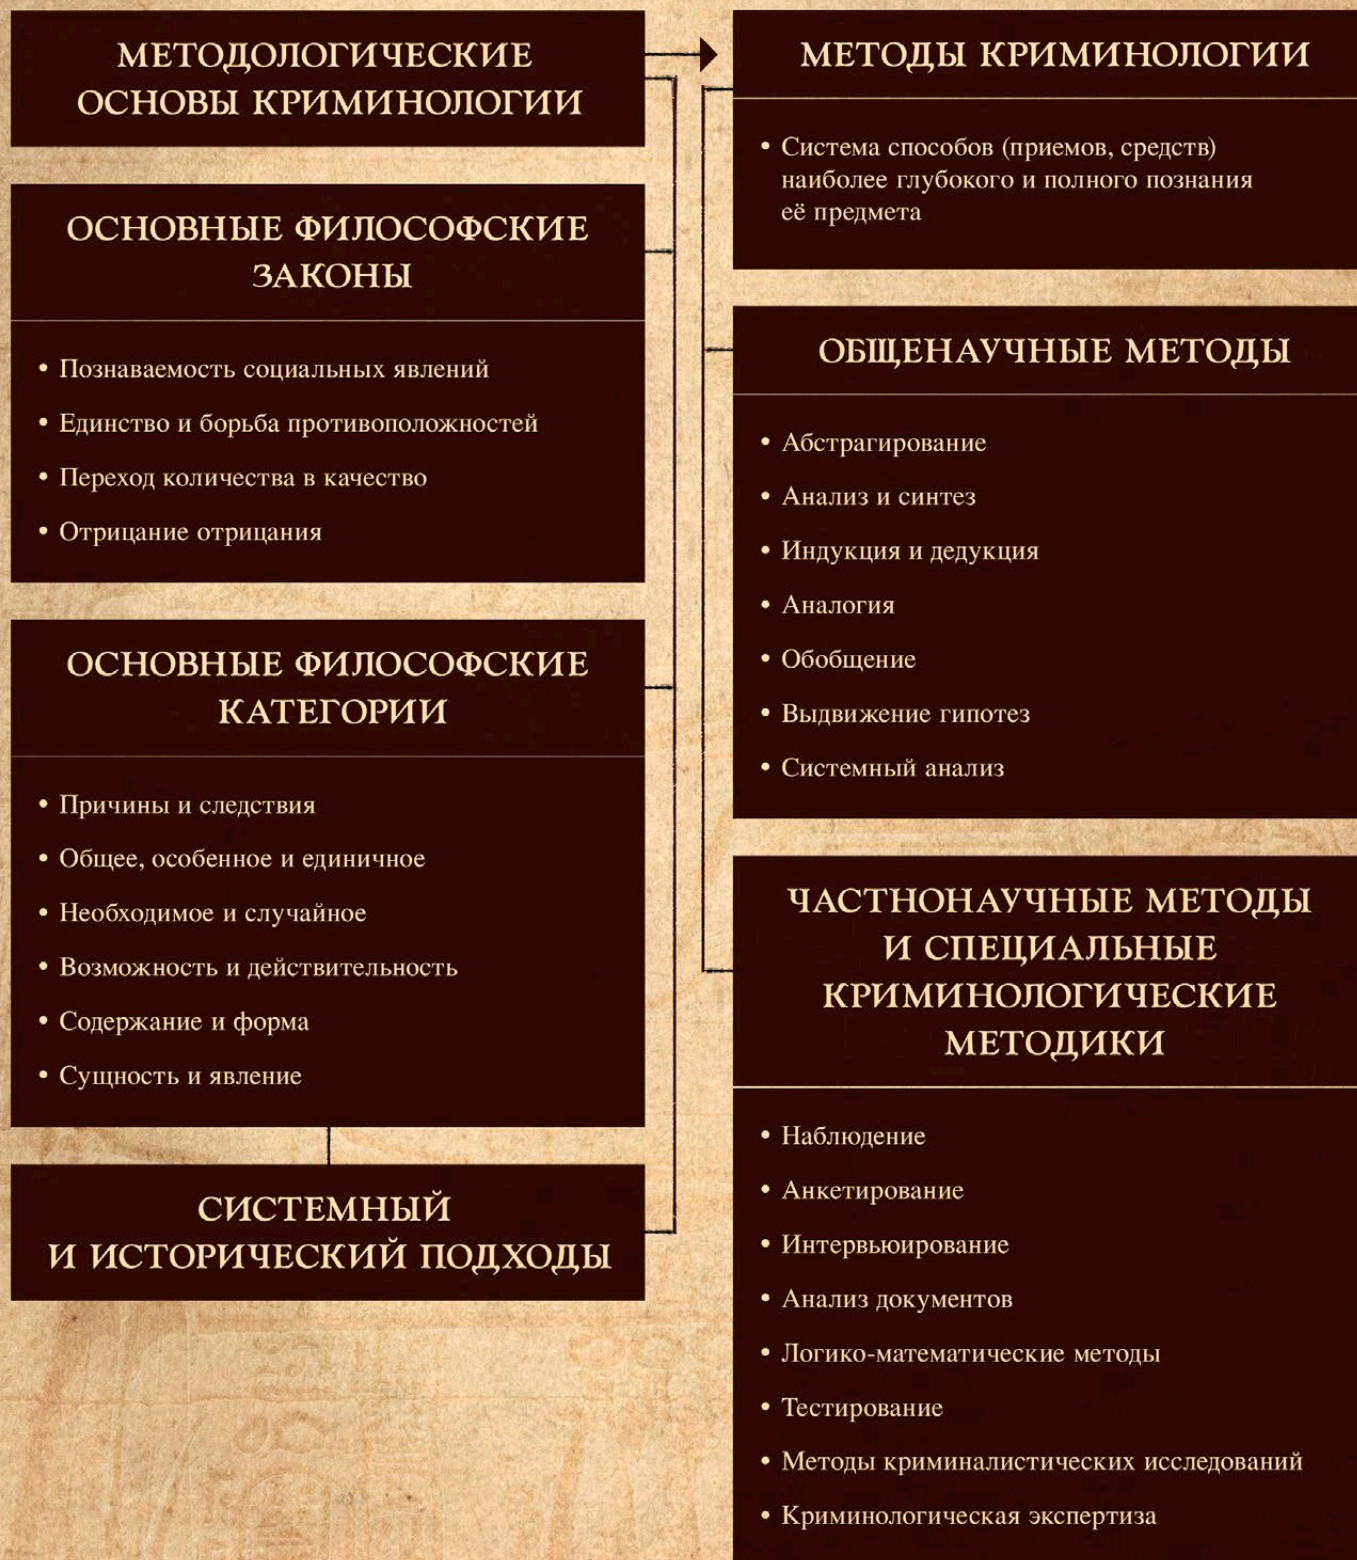 МЕТОДОЛОГИЧЕСКИЕ
ОСНОВЫ КРИМИНОЛОГИИ
ОСНОВНЫЕ ФИЛОСОФСКИЕ
ЗАКОНЫ
• Познаваемость социальных явлений
• Единство и борьба противоположностей
• Переход количества в качество
• Отрицание отрицания
ОСНОВНЫЕ ФИЛОСОФСКИЕ
КАТЕГОРИИ
• Причины и следствия
• Общее, особенное и единичное
• Необходимое и случайное
• Возможность и действительность
• Содержание и форма
• Сущность и явление
СИСТЕМНЫЙ
И ИСТОРИЧЕСКИЙ ПОДХОДЫ
МЕТОДЫ КРИМИНОЛОГИИ
• Система способов (приемов, средств)
наиболее глубокого и полного познания
её предмета
ОБЩЕНАУЧНЫЕ МЕТОДЫ
• Абстрагирование
• Анализ и синтез
• Индукция и дедукция
• Аналогия
• Обобщение
• Выдвижение гипотез
• Системный анализ
ЧАСТНОНАУЧНЫЕ МЕТОДЫ
И СПЕЦИАЛЬНЫЕ
КРИМИНОЛОГИЧЕСКИЕ
МЕТОДИКИ
• Наблюдение
• Анкетирование
• Интервьюирование
• Анализ документов
• Логико-математические методы
• Тестирование
• Методы криминалистических исследований
• Криминологическая экспертиза